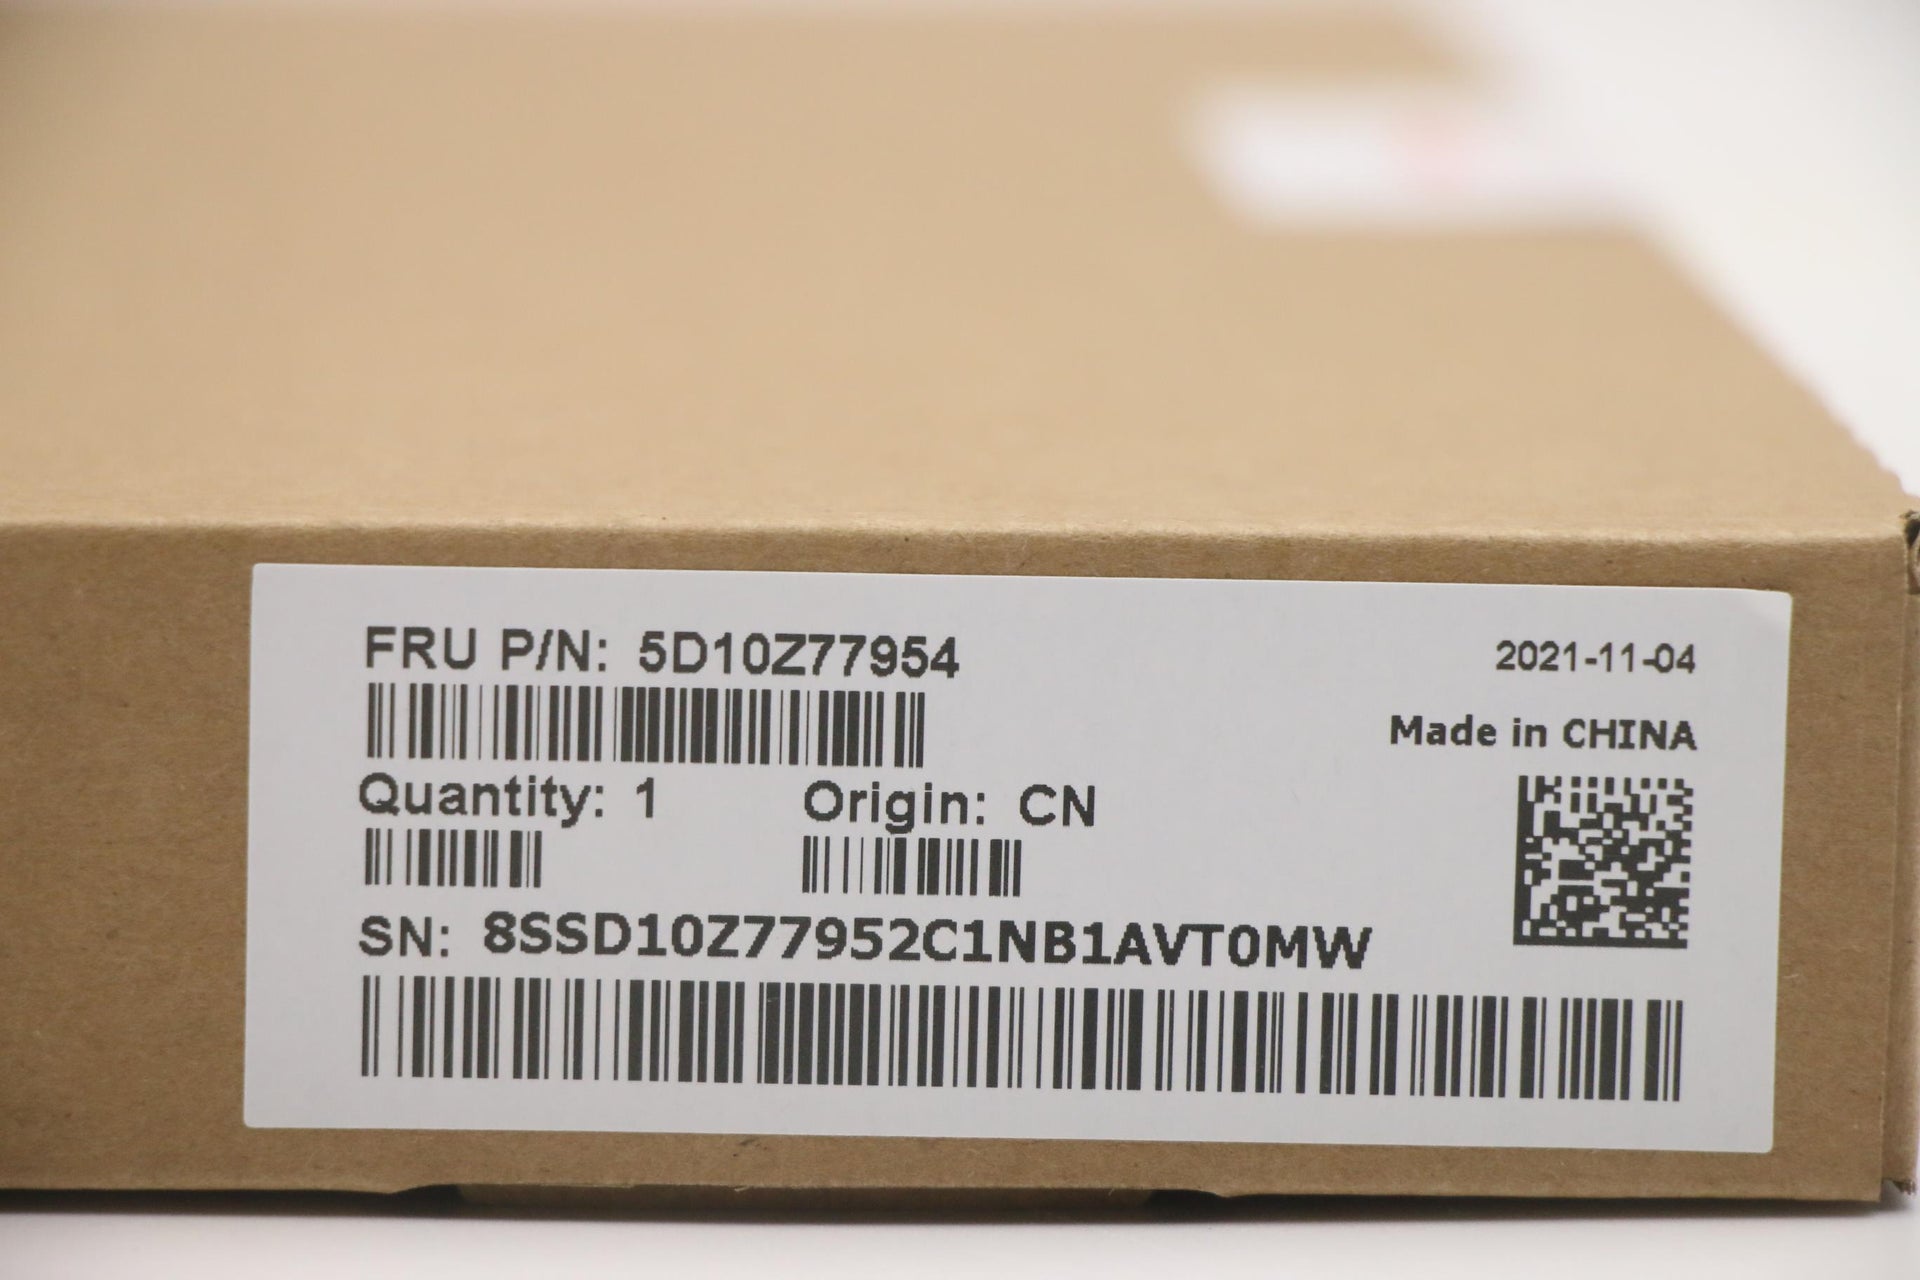 FRU P/N: 5D10Z77954
2021-11-04
Made in CHINA
Quantity: 1
Origin: CN
SN: 8SSD10Z77952C1NB1AVT0MW